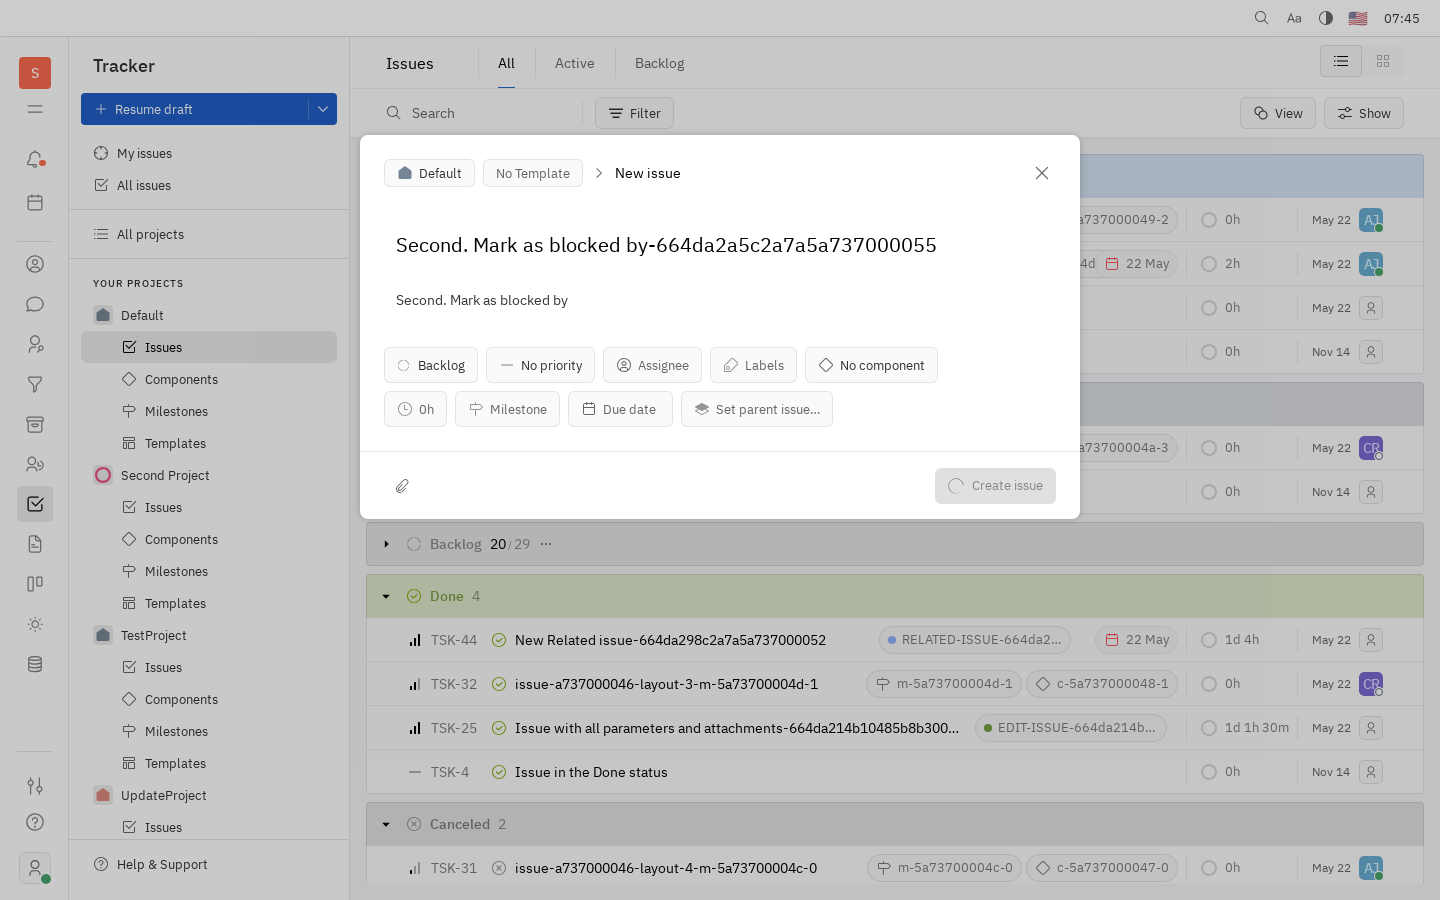 Aa 07:45
S
Tracker
Resume draft
My issues
All issues
All projects
YOUR PROJECTS
Default
Issues
Components
Milestones
Templates
Second Project
Issues
Components
Milestones
Templates
TestProject
Issues
Components
Milestones
Templates
UpdateProject
Issues
Help & Support
Issues All Active Backlog
Search Filter View Show
Default No Template New issue
Second. Mark as blocked by-664da2a5c2a7a5a737000055
Second. Mark as blocked by
Backlog No priority Assignee Labels No component
0h Milestone Due date Set parent issue...
Create issue
a737000049-2 0h May 22 AJ
4d 22 May 2h May 22 AJ
0h May 22
0h Nov 14
a73700004a-3 0h May 22 CR
0h Nov 14
Backlog 20/29 ...
Done 4
TSK-44 New Related issue-664da298c2a7a5a737000052 RELATED-ISSUE-664da2... 22 May 1d 4h May 22
TSK-32 issue-a737000046-layout-3-m-5a73700004d-1 m-5a73700004d-1 c-5a737000048-1 0h May 22 CR
TSK-25 Issue with all parameters and attachments-664da214b10485b8b300... EDIT-ISSUE-664da214b... 1d 1h 30m May 22
TSK-4 Issue in the Done status 0h Nov 14
Canceled 2
TSK-31 issue-a737000046-layout-4-m-5a73700004c-0 m-5a73700004c-0 c-5a737000047-0 0h May 22 AJ